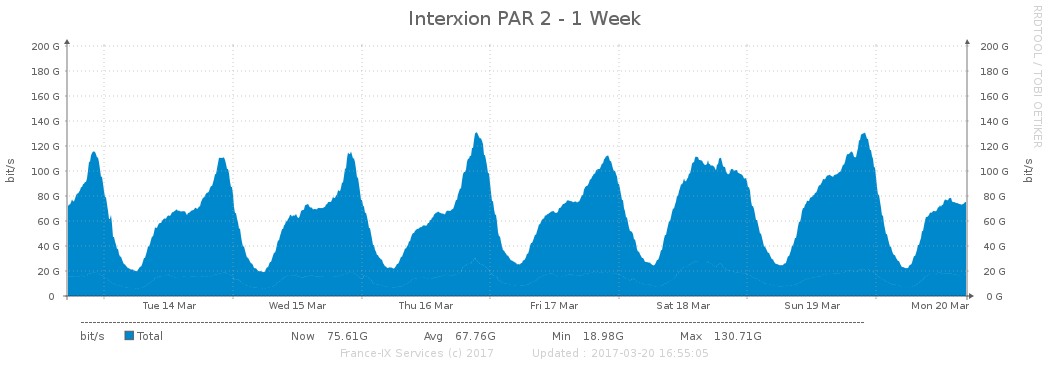 Interxion PAR 2 - 1 Week
RRDTOOL / TOBI OETIKER
bit/s
200 G 200 G
180 G 180 G
160 G 160 G
140 G 140 G
120 G 120 G
100 G 100 G
80 G 80 G
60 G 60 G
40 G 40 G
20 G 20 G
0 0 G
bit/s
Tue 14 Mar Wed 15 Mar Thu 16 Mar Fri 17 Mar Sat 18 Mar Sun 19 Mar Mon 20 Mar
bit/s Total Now 75.61G Avg 67.76G Min 18.98G Max 130.71G
France-IX Services (c) 2017 Updated : 2017-03-20 16:55:05